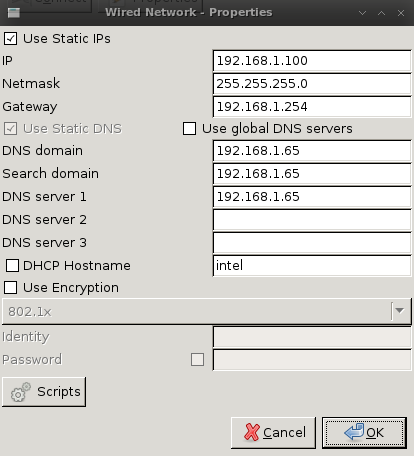 Wired Network - Properties
Use Static IPs
IP 192.168.1.100
Netmask 255.255.255.0
Gateway 192.168.1.254
Use Static DNS Use global DNS servers
DNS domain 192.168.1.65
Search domain 192.168.1.65
DNS server 1 192.168.1.65
DNS server 2
DNS server 3
DHCP Hostname intel
Use Encryption
802.1x
Identity
Password
Scripts
Cancel OK